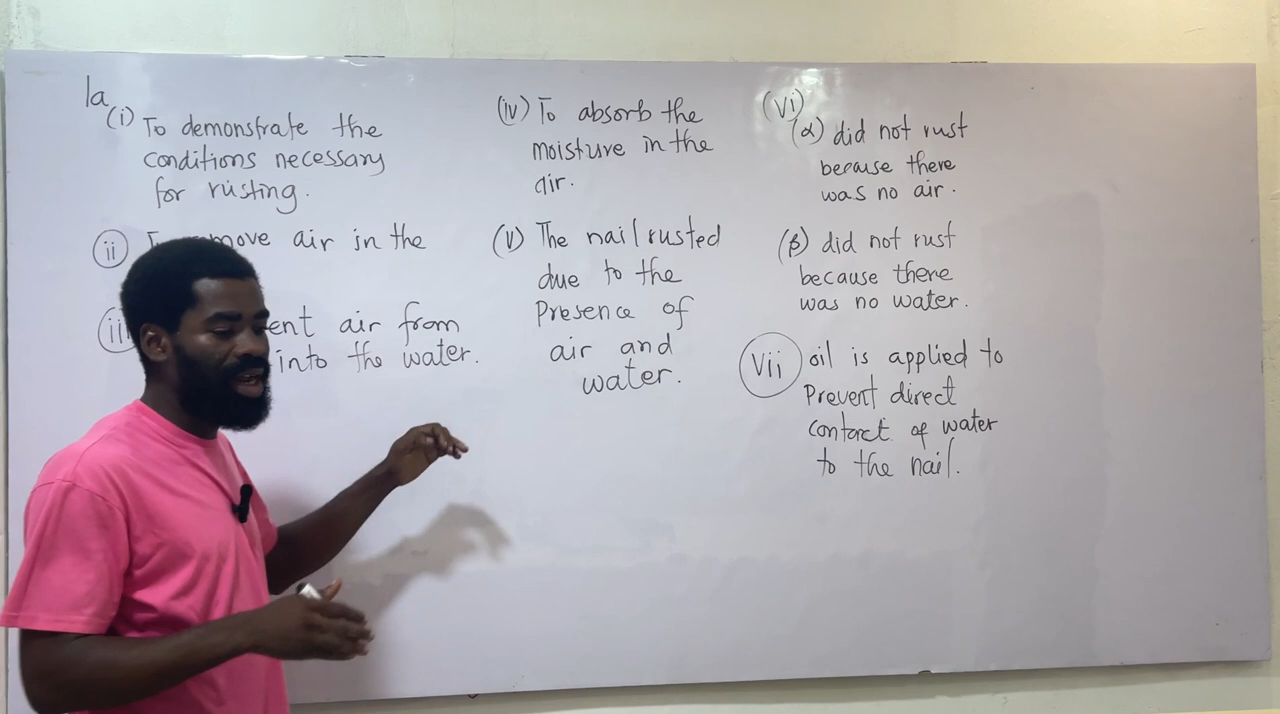 1a
(i) To demonstrate the
conditions necessary
for rusting.
(ii) move air in the
(iii) ent air from
into the water.
(iv) To absorb the
moisture in the
air.
(v) The nail rusted
due to the
Presence of
air and
water.
(vi)
(α) did not rust
because there
was no air.
(β) did not rust
because there
was no water.
(vii) oil is applied to
Prevent direct
contact of water
to the nail.